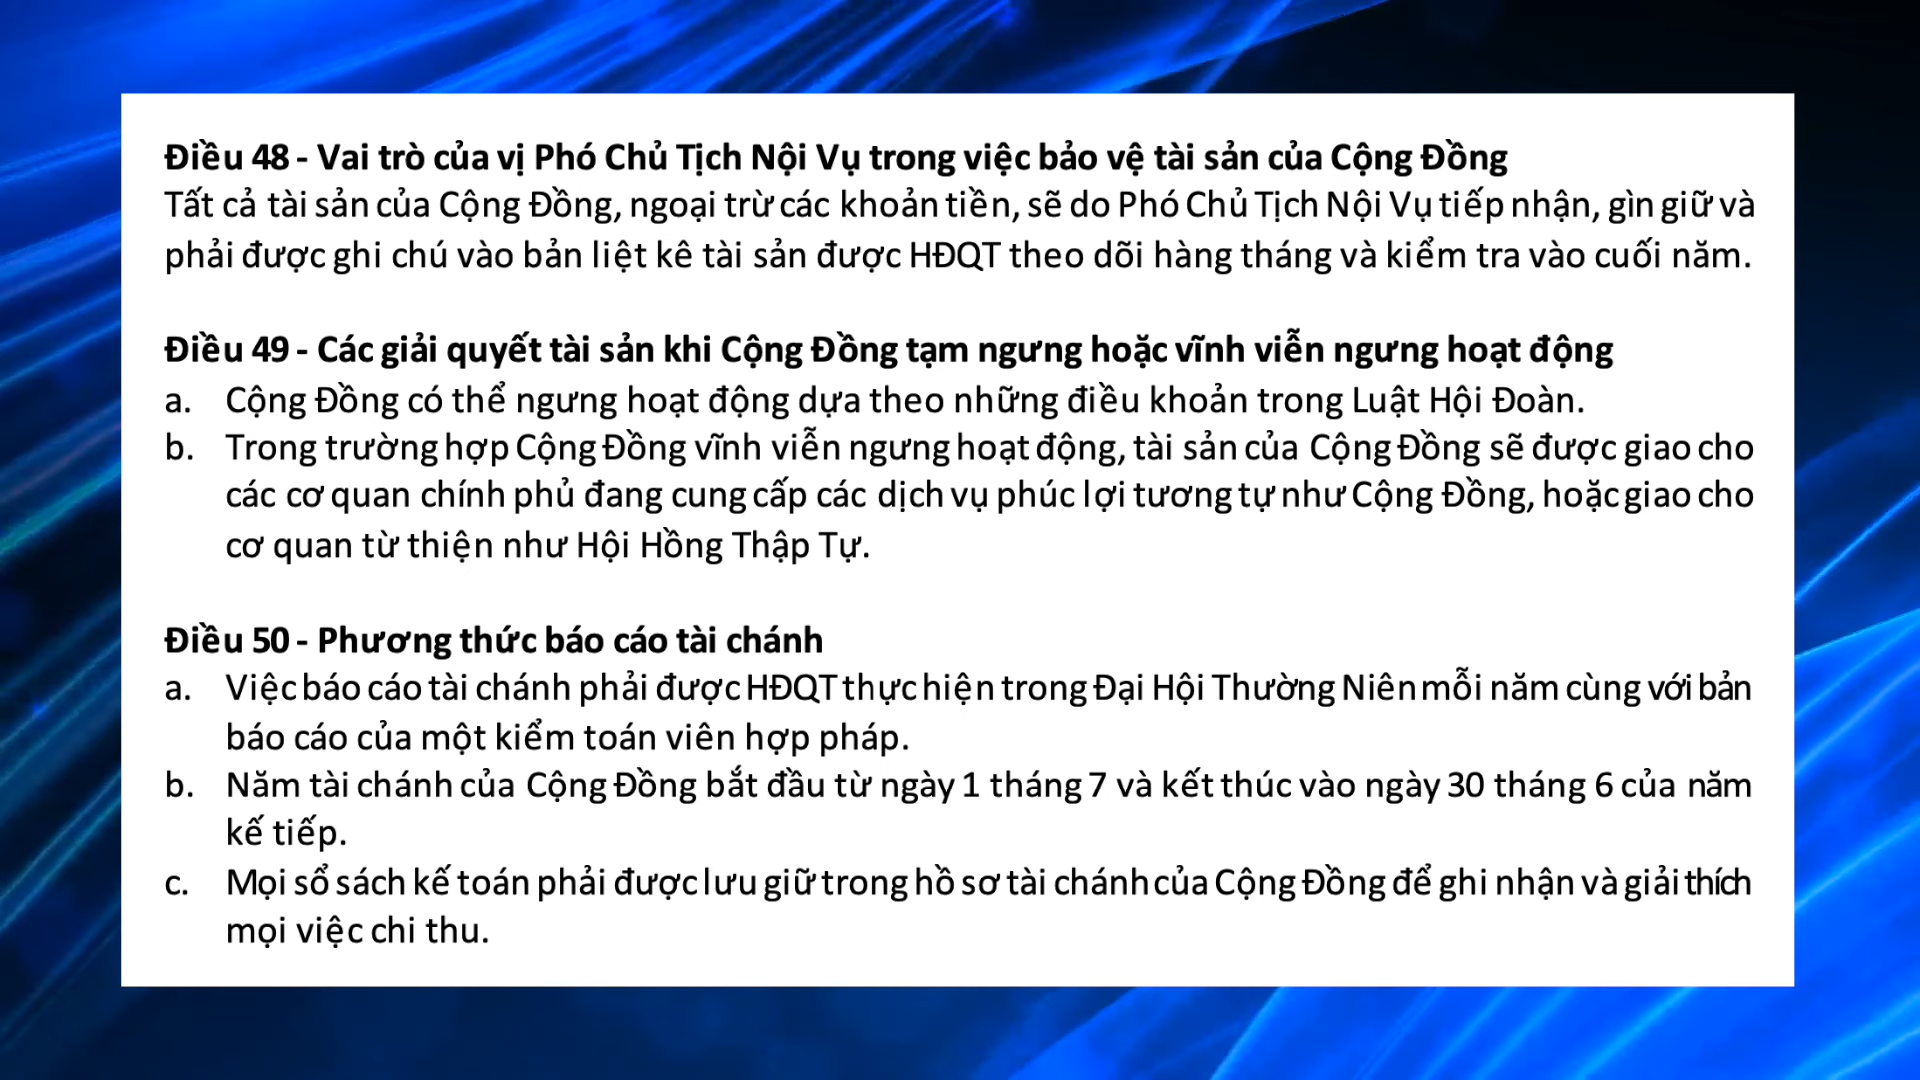 Điều 48 - Vai trò của vị Phó Chủ Tịch Nội Vụ trong việc bảo vệ tài sản của Cộng Đồng
Tất cả tài sản của Cộng Đồng, ngoại trừ các khoản tiền, sẽ do Phó Chủ Tịch Nội Vụ tiếp nhận, gìn giữ và
phải được ghi chú vào bản liệt kê tài sản được HĐQT theo dõi hàng tháng và kiểm tra vào cuối năm.
Điều 49 - Các giải quyết tài sản khi Cộng Đồng tạm ngưng hoặc vĩnh viễn ngưng hoạt động
a. Cộng Đồng có thể ngưng hoạt động dựa theo những điều khoản trong Luật Hội Đoàn.
b. Trong trường hợp Cộng Đồng vĩnh viễn ngưng hoạt động, tài sản của Cộng Đồng sẽ được giao cho
các cơ quan chính phủ đang cung cấp các dịch vụ phúc lợi tương tự như Cộng Đồng, hoặc giao cho
cơ quan từ thiện như Hội Hồng Thập Tự.
Điều 50 - Phương thức báo cáo tài chánh
a. Việc báo cáo tài chánh phải được HĐQT thực hiện trong Đại Hội Thường Niên mỗi năm cùng với bản
báo cáo của một kiểm toán viên hợp pháp.
b. Năm tài chánh của Cộng Đồng bắt đầu từ ngày 1 tháng 7 và kết thúc vào ngày 30 tháng 6 của năm
kế tiếp.
c. Mọi sổ sách kế toán phải được lưu giữ trong hồ sơ tài chánh của Cộng Đồng để ghi nhận và giải thích
mọi việc chi thu.